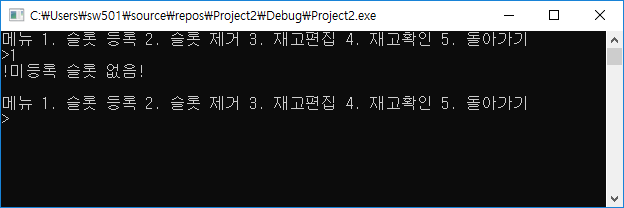 C:₩Users₩sw501₩source₩repos₩Project2₩Debug₩Project2.exe
메뉴 1. 슬롯 등록 2. 슬롯 제거 3. 재고편집 4. 재고확인 5. 돌아가기
>1
!미등록 슬롯 없음!
메뉴 1. 슬롯 등록 2. 슬롯 제거 3. 재고편집 4. 재고확인 5. 돌아가기
>